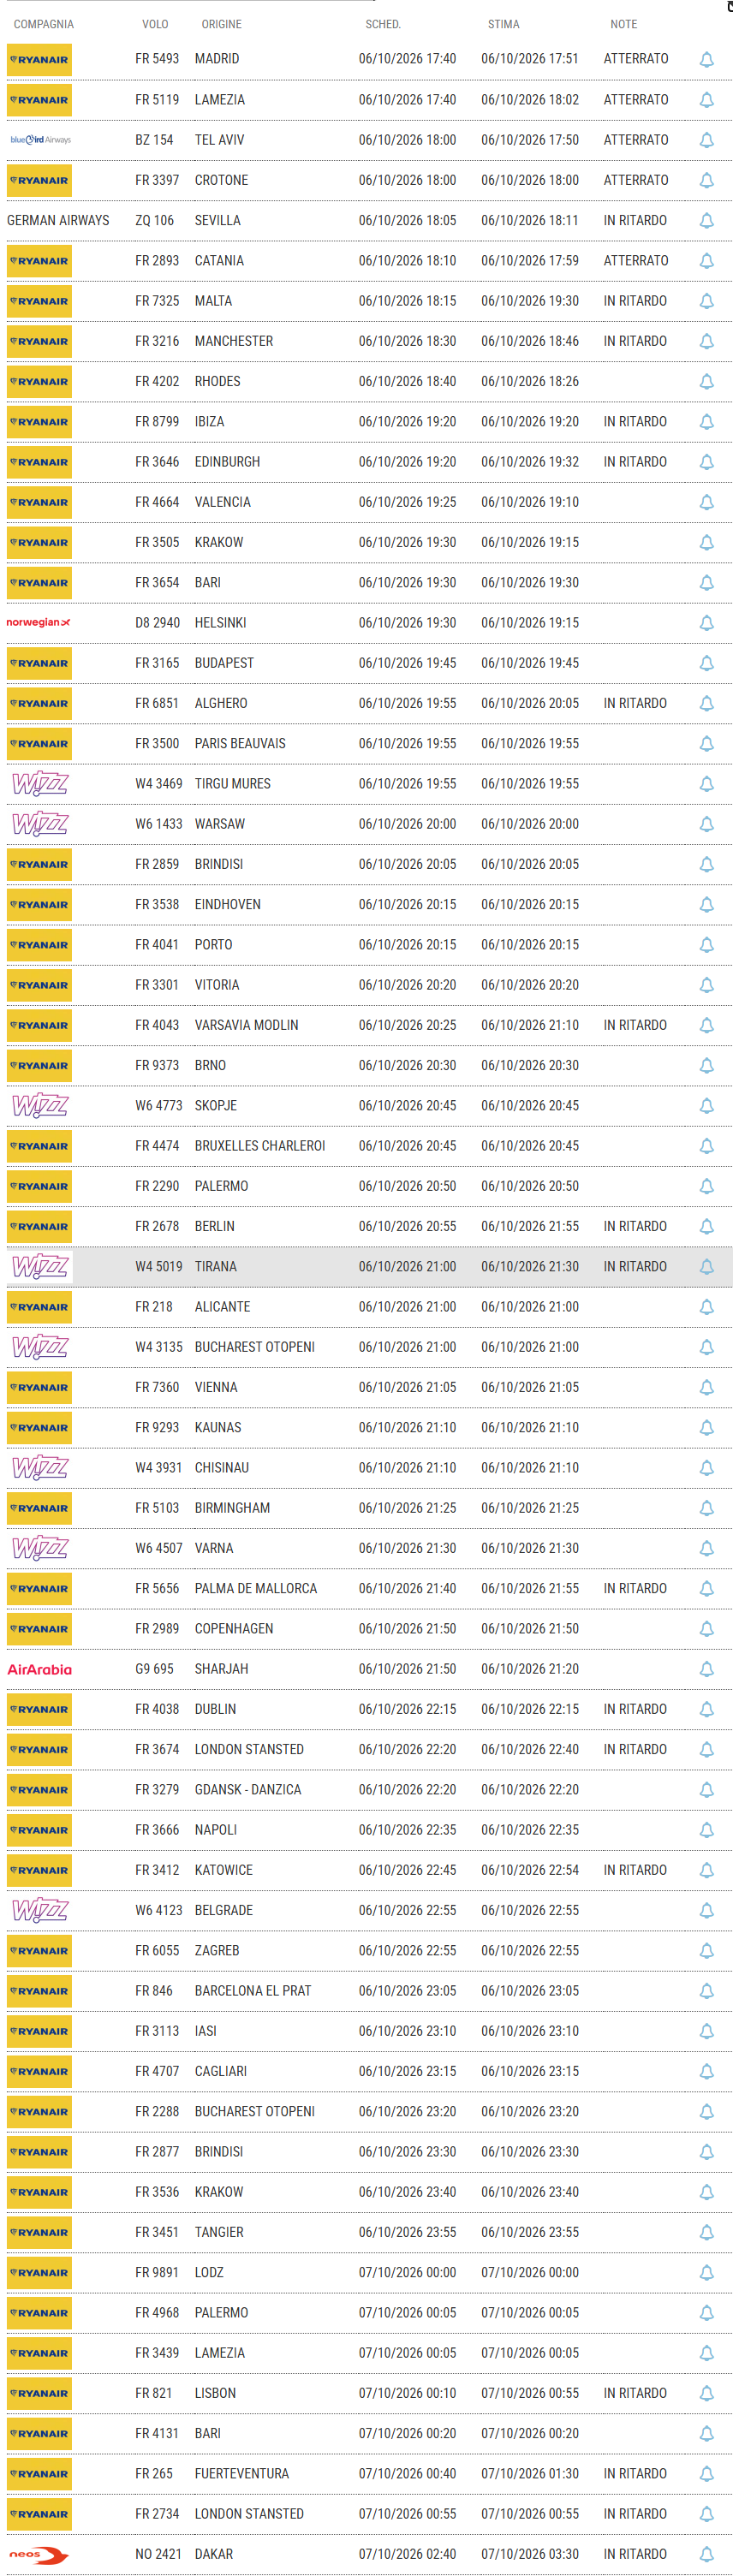 COMPAGNIA VOLO ORIGINE SCHED. STIMA NOTE
RYANAIR FR 5493 MADRID 06/10/2026 17:40 06/10/2026 17:51 ATTERRATO
RYANAIR FR 5119 LAMEZIA 06/10/2026 17:40 06/10/2026 18:02 ATTERRATO
bluebird Airways BZ 154 TEL AVIV 06/10/2026 18:00 06/10/2026 17:50 ATTERRATO
RYANAIR FR 3397 CROTONE 06/10/2026 18:00 06/10/2026 18:00 ATTERRATO
GERMAN AIRWAYS ZQ 106 SEVILLA 06/10/2026 18:05 06/10/2026 18:11 IN RITARDO
RYANAIR FR 2893 CATANIA 06/10/2026 18:10 06/10/2026 17:59 ATTERRATO
RYANAIR FR 7325 MALTA 06/10/2026 18:15 06/10/2026 19:30 IN RITARDO
RYANAIR FR 3216 MANCHESTER 06/10/2026 18:30 06/10/2026 18:46 IN RITARDO
RYANAIR FR 4202 RHODES 06/10/2026 18:40 06/10/2026 18:26
RYANAIR FR 8799 IBIZA 06/10/2026 19:20 06/10/2026 19:20 IN RITARDO
RYANAIR FR 3646 EDINBURGH 06/10/2026 19:20 06/10/2026 19:32 IN RITARDO
RYANAIR FR 4664 VALENCIA 06/10/2026 19:25 06/10/2026 19:10
RYANAIR FR 3505 KRAKOW 06/10/2026 19:30 06/10/2026 19:15
RYANAIR FR 3654 BARI 06/10/2026 19:30 06/10/2026 19:30
norwegian D8 2940 HELSINKI 06/10/2026 19:30 06/10/2026 19:15
RYANAIR FR 3165 BUDAPEST 06/10/2026 19:45 06/10/2026 19:45
RYANAIR FR 6851 ALGHERO 06/10/2026 19:55 06/10/2026 20:05 IN RITARDO
RYANAIR FR 3500 PARIS BEAUVAIS 06/10/2026 19:55 06/10/2026 19:55
WIZZ W4 3469 TIRGU MURES 06/10/2026 19:55 06/10/2026 19:55
WIZZ W6 1433 WARSAW 06/10/2026 20:00 06/10/2026 20:00
RYANAIR FR 2859 BRINDISI 06/10/2026 20:05 06/10/2026 20:05
RYANAIR FR 3538 EINDHOVEN 06/10/2026 20:15 06/10/2026 20:15
RYANAIR FR 4041 PORTO 06/10/2026 20:15 06/10/2026 20:15
RYANAIR FR 3301 VITORIA 06/10/2026 20:20 06/10/2026 20:20
RYANAIR FR 4043 VARSAVIA MODLIN 06/10/2026 20:25 06/10/2026 21:10 IN RITARDO
RYANAIR FR 9373 BRNO 06/10/2026 20:30 06/10/2026 20:30
WIZZ W6 4773 SKOPJE 06/10/2026 20:45 06/10/2026 20:45
RYANAIR FR 4474 BRUXELLES CHARLEROI 06/10/2026 20:45 06/10/2026 20:45
RYANAIR FR 2290 PALERMO 06/10/2026 20:50 06/10/2026 20:50
RYANAIR FR 2678 BERLIN 06/10/2026 20:55 06/10/2026 21:55 IN RITARDO
WIZZ W4 5019 TIRANA 06/10/2026 21:00 06/10/2026 21:30 IN RITARDO
RYANAIR FR 218 ALICANTE 06/10/2026 21:00 06/10/2026 21:00
WIZZ W4 3135 BUCHAREST OTOPENI 06/10/2026 21:00 06/10/2026 21:00
RYANAIR FR 7360 VIENNA 06/10/2026 21:05 06/10/2026 21:05
RYANAIR FR 9293 KAUNAS 06/10/2026 21:10 06/10/2026 21:10
WIZZ W4 3931 CHISINAU 06/10/2026 21:10 06/10/2026 21:10
RYANAIR FR 5103 BIRMINGHAM 06/10/2026 21:25 06/10/2026 21:25
WIZZ W6 4507 VARNA 06/10/2026 21:30 06/10/2026 21:30
RYANAIR FR 5656 PALMA DE MALLORCA 06/10/2026 21:40 06/10/2026 21:55 IN RITARDO
RYANAIR FR 2989 COPENHAGEN 06/10/2026 21:50 06/10/2026 21:50
AirArabia G9 695 SHARJAH 06/10/2026 21:50 06/10/2026 21:20
RYANAIR FR 4038 DUBLIN 06/10/2026 22:15 06/10/2026 22:15 IN RITARDO
RYANAIR FR 3674 LONDON STANSTED 06/10/2026 22:20 06/10/2026 22:40 IN RITARDO
RYANAIR FR 3279 GDANSK - DANZICA 06/10/2026 22:20 06/10/2026 22:20
RYANAIR FR 3666 NAPOLI 06/10/2026 22:35 06/10/2026 22:35
RYANAIR FR 3412 KATOWICE 06/10/2026 22:45 06/10/2026 22:54 IN RITARDO
WIZZ W6 4123 BELGRADE 06/10/2026 22:55 06/10/2026 22:55
RYANAIR FR 6055 ZAGREB 06/10/2026 22:55 06/10/2026 22:55
RYANAIR FR 846 BARCELONA EL PRAT 06/10/2026 23:05 06/10/2026 23:05
RYANAIR FR 3113 IASI 06/10/2026 23:10 06/10/2026 23:10
RYANAIR FR 4707 CAGLIARI 06/10/2026 23:15 06/10/2026 23:15
RYANAIR FR 2288 BUCHAREST OTOPENI 06/10/2026 23:20 06/10/2026 23:20
RYANAIR FR 2877 BRINDISI 06/10/2026 23:30 06/10/2026 23:30
RYANAIR FR 3536 KRAKOW 06/10/2026 23:40 06/10/2026 23:40
RYANAIR FR 3451 TANGIER 06/10/2026 23:55 06/10/2026 23:55
RYANAIR FR 9891 LODZ 07/10/2026 00:00 07/10/2026 00:00
RYANAIR FR 4968 PALERMO 07/10/2026 00:05 07/10/2026 00:05
RYANAIR FR 3439 LAMEZIA 07/10/2026 00:05 07/10/2026 00:05
RYANAIR FR 821 LISBON 07/10/2026 00:10 07/10/2026 00:55 IN RITARDO
RYANAIR FR 4131 BARI 07/10/2026 00:20 07/10/2026 00:20
RYANAIR FR 265 FUERTEVENTURA 07/10/2026 00:40 07/10/2026 01:30 IN RITARDO
RYANAIR FR 2734 LONDON STANSTED 07/10/2026 00:55 07/10/2026 00:55 IN RITARDO
neos NO 2421 DAKAR 07/10/2026 02:40 07/10/2026 03:30 IN RITARDO